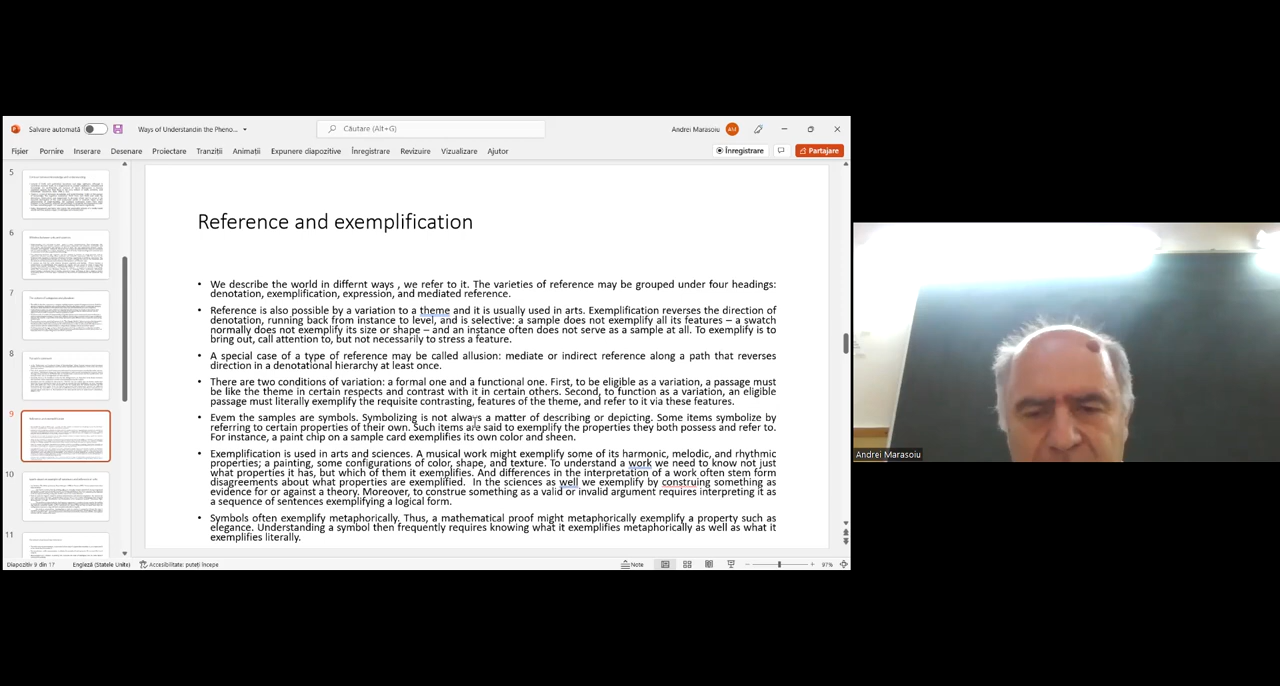 Salvare automată
Ways of Understandin the Pheno...
Căutare (Alt+G)
Andrei Marasoiu
Fișier Pornire Inserare Desenare Proiectare Tranziții Animații Expunere diapozitive Înregistrare Revizuire Vizualizare Ajutor
Înregistrare
Partajare
5
6
7
8
9
10
11
Reference and exemplification
• We describe the world in differnt ways , we refer to it. The varieties of reference may be grouped under four headings:
denotation, exemplification, expression, and mediated reference.
• Reference is also possible by a variation to a theme and it is usually used in arts. Exemplification reverses the direction of
denotation, running back from instance to level, and is selective: a sample does not exemplify all its features – a swatch
normally does not exemplify its size or shape – and an instance often does not serve as a sample at all. To exemplify is to
bring out, call attention to, but not necessarily to stress a feature.
• A special case of a type of reference may be called allusion: mediate or indirect reference along a path that reverses
direction in a denotational hierarchy at least once.
• There are two conditions of variation: a formal one and a functional one. First, to be eligible as a variation, a passage must
be like the theme in certain respects and contrast with it in certain others. Second, to function as a variation, an eligible
passage must literally exemplify the requisite contrasting, features of the theme, and refer to it via these features.
• Evem the samples are symbols. Symbolizing is not always a matter of describing or depicting. Some items symbolize by
referring to certain properties of their own. Such items are said to exemplify the properties they both possess and refer to.
For instance, a paint chip on a sample card exemplifies its own color and sheen.
• Exemplification is used in arts and sciences. A musical work might exemplify some of its harmonic, melodic, and rhythmic
properties; a painting, some configurations of color, shape, and texture. To understand a work we need to know not just
what properties it has, but which of them it exemplifies. And differences in the interpretation of a work often stem form
disagreements about what properties are exemplified. In the sciences as well we exemplify by construing something as
evidence for or against a theory. Moreover, to construe something as a valid or invalid argument requires interpreting it as
a sequence of sentences exemplifying a logical form.
• Symbols often exemplify metaphorically. Thus, a mathematical proof might metaphorically exemplify a property such as
elegance. Understanding a symbol then frequently requires knowing what it exemplifies metaphorically as well as what it
exemplifies literally.
Andrei Marasoiu
Diapozitiv 9 din 17
Engleză (Statele Unite)
Accesibilitate: puteți începe
Note
97%